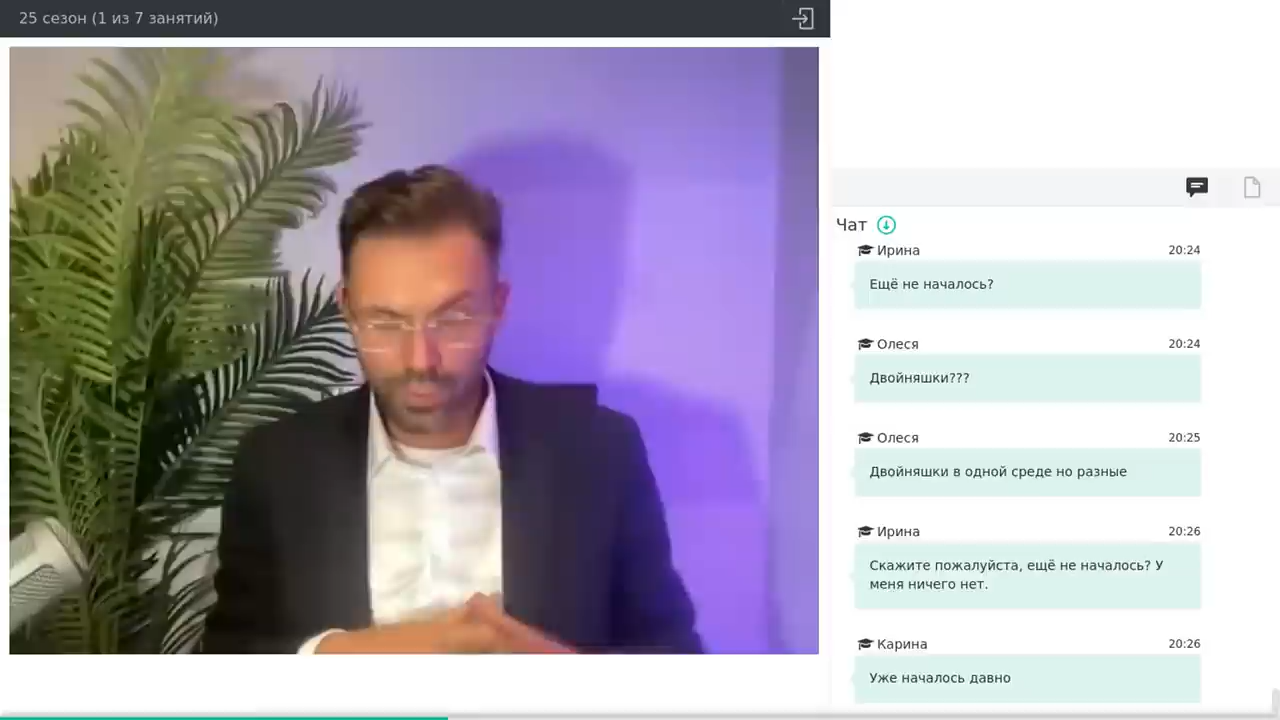 25 сезон (1 из 7 занятий)
Чат
Ирина 20:24
Ещё не началось?
Олеся 20:24
Двойняшки???
Олеся 20:25
Двойняшки в одной среде но разные
Ирина 20:26
Скажите пожалуйста, ещё не началось? У
меня ничего нет.
Карина 20:26
Уже началось давно